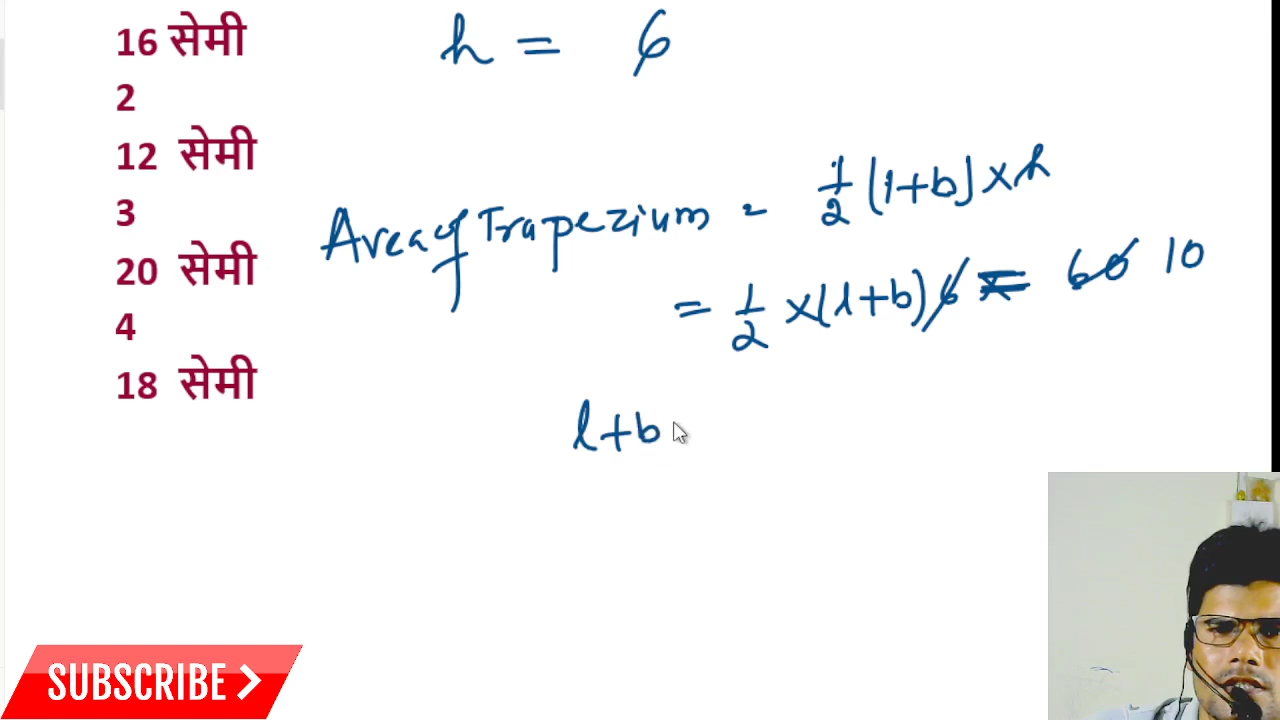 16 सेमी
2
12 सेमी
3
20 सेमी
4
18 सेमी
h = 6
Area of Trapezium = 1/2 (l+b) × h
= 1/2 × (l+b) 6 = 60 10
l+b
SUBSCRIBE